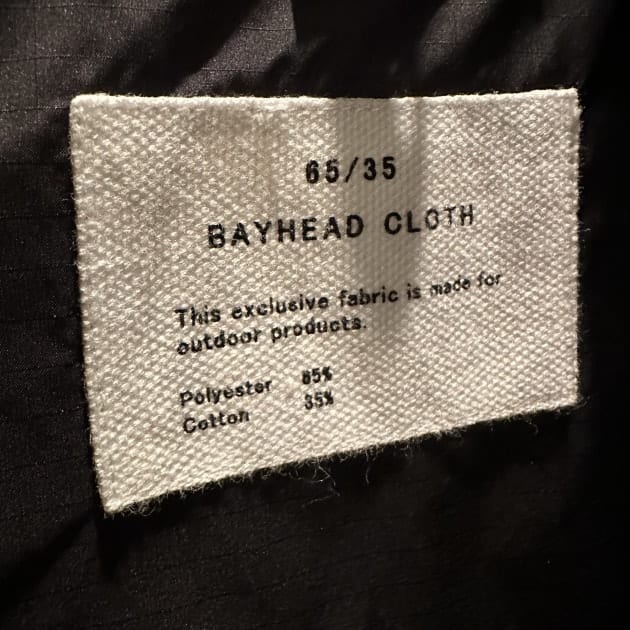 65/35
BAYHEAD CLOTH
This exclusive fabric is made for
outdoor products.
Polyester 65%
Cotton 35%